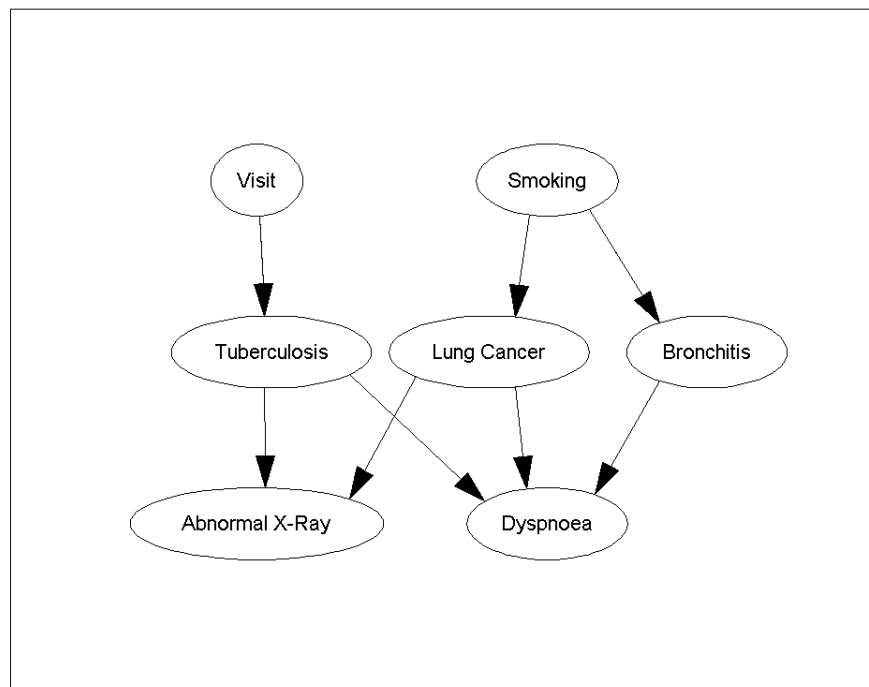 Visit
Smoking
Tuberculosis
Lung Cancer
Bronchitis
Abnormal X-Ray
Dyspnoea